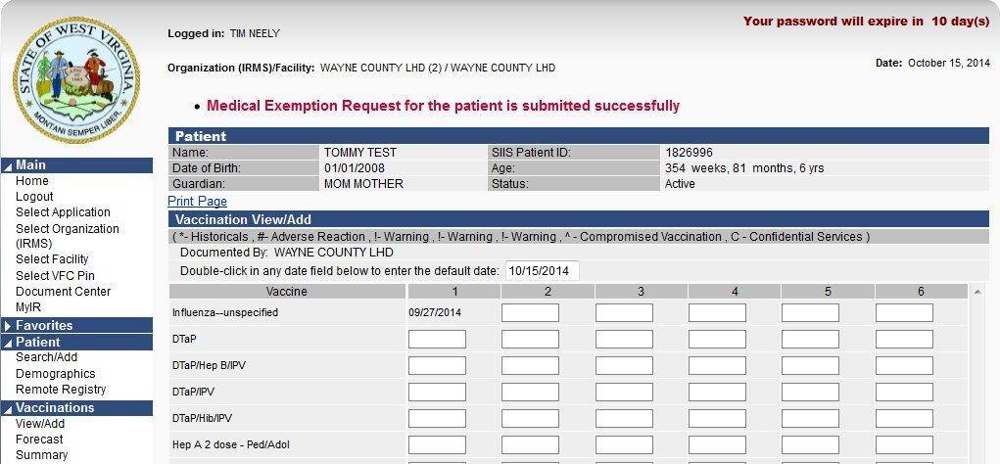 STATE OF WEST VIRGINIA.
MONTANI SEMPER LIBER.
Your password will expire in 10 day(s)
Logged in: TIM NEELY
Organization (IRMS)/Facility: WAYNE COUNTY LHD (2) / WAYNE COUNTY LHD
Date: October 15, 2014
• Medical Exemption Request for the patient is submitted successfully
Main
Home
Logout
Select Application
Select Organization
(IRMS)
Select Facility
Select VFC Pin
Document Center
MyIR
Favorites
Patient
Search/Add
Demographics
Remote Registry
Vaccinations
View/Add
Forecast
Summary
Patient
Name: TOMMY TEST SIIS Patient ID: 1826996
Date of Birth: 01/01/2008 Age: 354 weeks, 81 months, 6 yrs
Guardian: MOM MOTHER Status: Active
Print Page
Vaccination View/Add
( *- Historicals , #- Adverse Reaction , !- Warning , !- Warning , !- Warning , ^ - Compromised Vaccination , C - Confidential Services )
Documented By: WAYNE COUNTY LHD
Double-click in any date field below to enter the default date: 10/15/2014
Vaccine 1 2 3 4 5 6
Influenza--unspecified 09/27/2014
DTaP
DTaP/Hep B/IPV
DTaP/IPV
DTaP/Hib/IPV
Hep A 2 dose - Ped/Adol